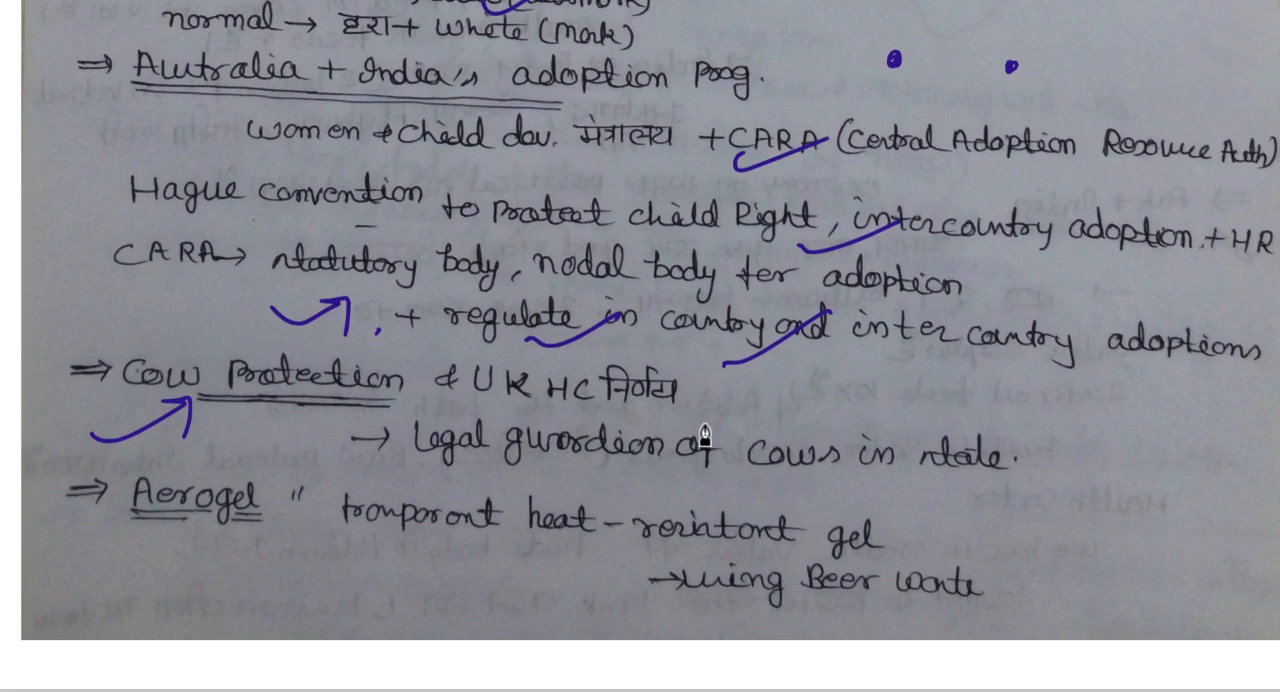 normal → हरा + white (mark)
⇒ Australia + India's adoption Prog.
women & child dev. मंत्रालय + CARA (Central Adoption Resource Auth)
Hague convention to Protect child Right, intercountry adoption. + HR
CARA → statutory body, nodal body for adoption
+ regulate in country and inter country adoptions
⇒ Cow Protection & UK HC निर्णय
→ legal guardian of cows in state.
⇒ Aerogel " transparent heat-resistant gel
→ using Beer waste